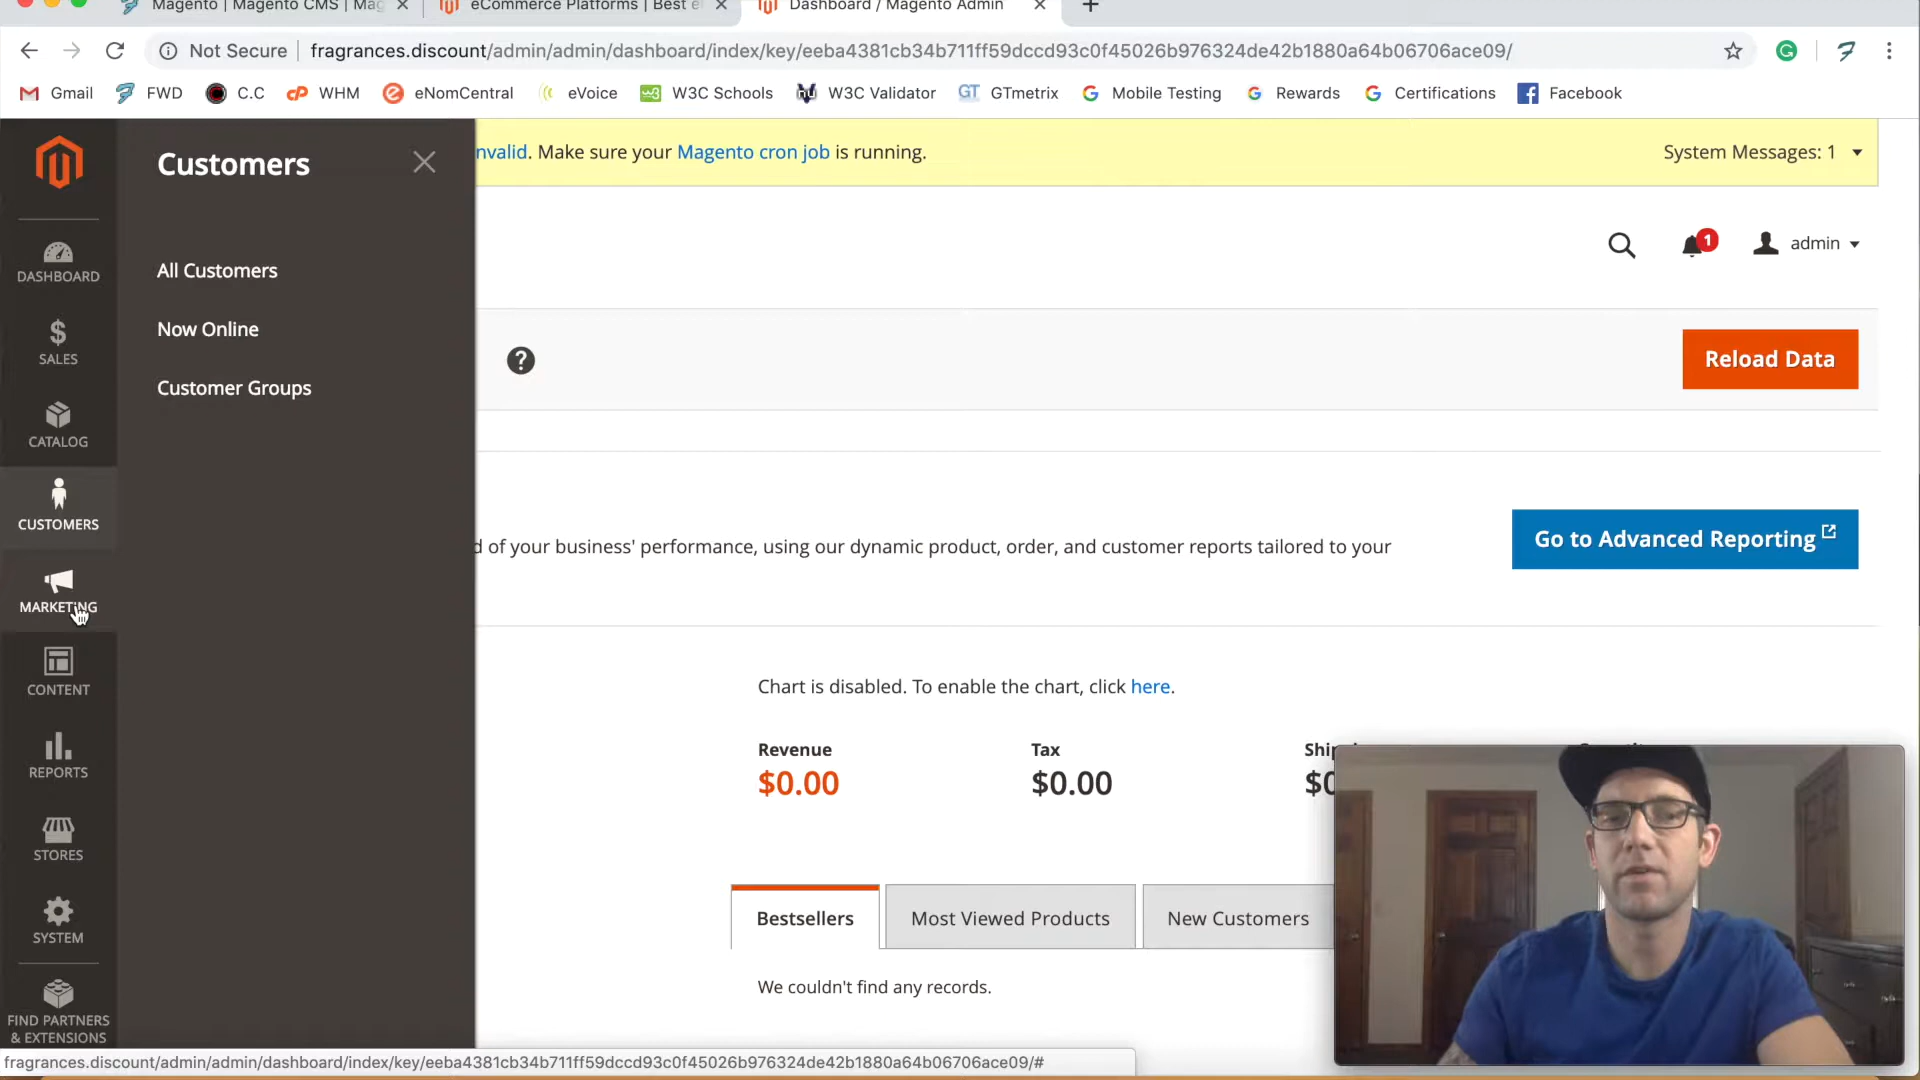 Magento | Magento CMS | Mag
eCommerce Platforms | Best e
Dashboard / Magento Admin
Not Secure
fragrances.discount/admin/admin/dashboard/index/key/eeba4381cb34b711ff59dccd93c0f45026b976324de42b1880a64b06706ace09/
Gmail
FWD
C.C
WHM
eNomCentral
eVoice
W3C Schools
W3C Validator
GTmetrix
Mobile Testing
Rewards
Certifications
Facebook
Customers
nvalid. Make sure your Magento cron job is running.
System Messages: 1
1
admin
DASHBOARD
All Customers
Now Online
Customer Groups
SALES
Reload Data
CATALOG
CUSTOMERS
d of your business' performance, using our dynamic product, order, and customer reports tailored to your
Go to Advanced Reporting
MARKETING
CONTENT
Chart is disabled. To enable the chart, click here.
REPORTS
Revenue
$0.00
Tax
$0.00
$0
STORES
Bestsellers
Most Viewed Products
New Customers
SYSTEM
We couldn't find any records.
FIND PARTNERS
& EXTENSIONS
fragrances.discount/admin/admin/dashboard/index/key/eeba4381cb34b711ff59dccd93c0f45026b976324de42b1880a64b06706ace09/#